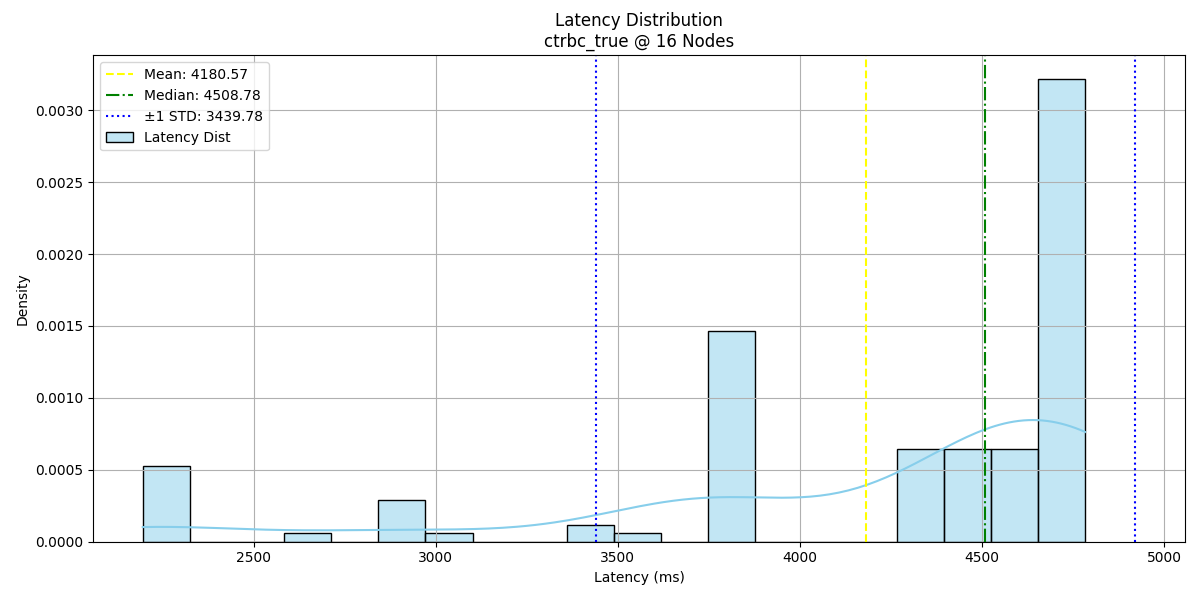 Latency Distribution
ctrbc_true @ 16 Nodes
Mean: 4180.57
Median: 4508.78
±1 STD: 3439.78
Latency Dist
Density
0.0030
0.0025
0.0020
0.0015
0.0010
0.0005
0.0000
2500 3000 3500 4000 4500 5000
Latency (ms)